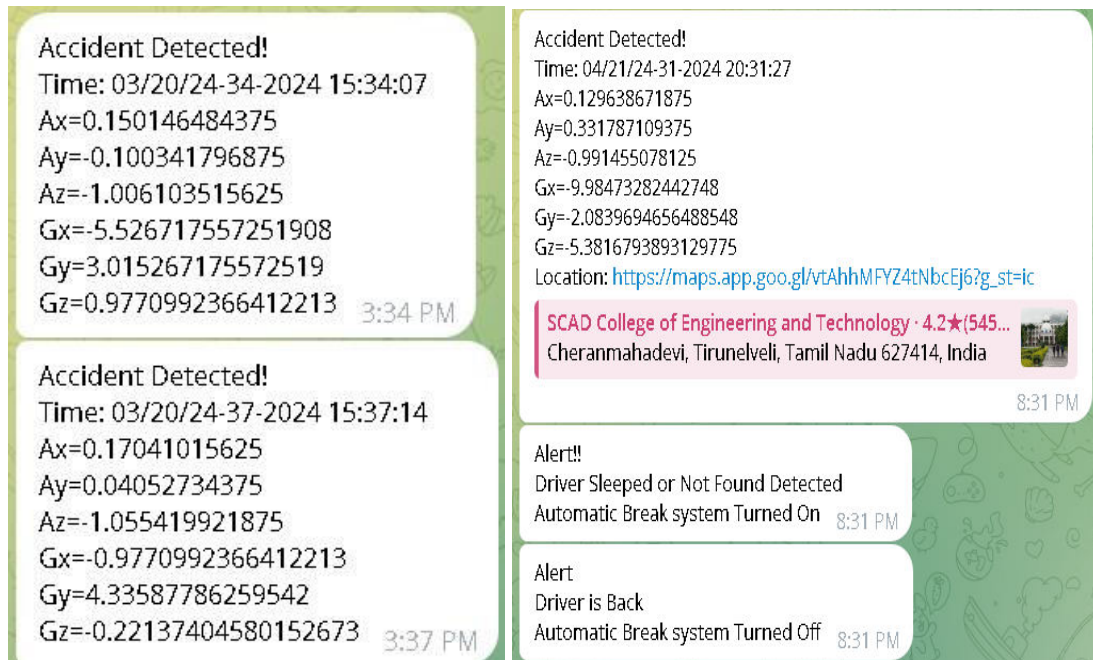 Accident Detected!
Time: 03/20/24-34-2024 15:34:07
Ax=0.150146484375
Ay=-0.100341796875
Az=-1.006103515625
Gx=-5.526717557251908
Gy=3.015267175572519
Gz=0.9770992366412213 3:34 PM
Accident Detected!
Time: 03/20/24-37-2024 15:37:14
Ax=0.17041015625
Ay=0.04052734375
Az=-1.055419921875
Gx=-0.9770992366412213
Gy=4.33587786259542
Gz=-0.22137404580152673 3:37 PM
Accident Detected!
Time: 04/21/24-31-2024 20:31:27
Ax=0.129638671875
Ay=0.331787109375
Az=-0.991455078125
Gx=-9.98473282442748
Gy=-2.0839694656488548
Gz=-5.3816793893129775
Location: https://maps.app.goo.gl/vtAhhMFYZ4tNbcEj6?g_st=ic
SCAD College of Engineering and Technology · 4.2★(545...
Cheranmahadevi, Tirunelveli, Tamil Nadu 627414, India
8:31 PM
Alert!!
Driver Sleeped or Not Found Detected
Automatic Break system Turned On 8:31 PM
Alert
Driver is Back
Automatic Break system Turned Off 8:31 PM